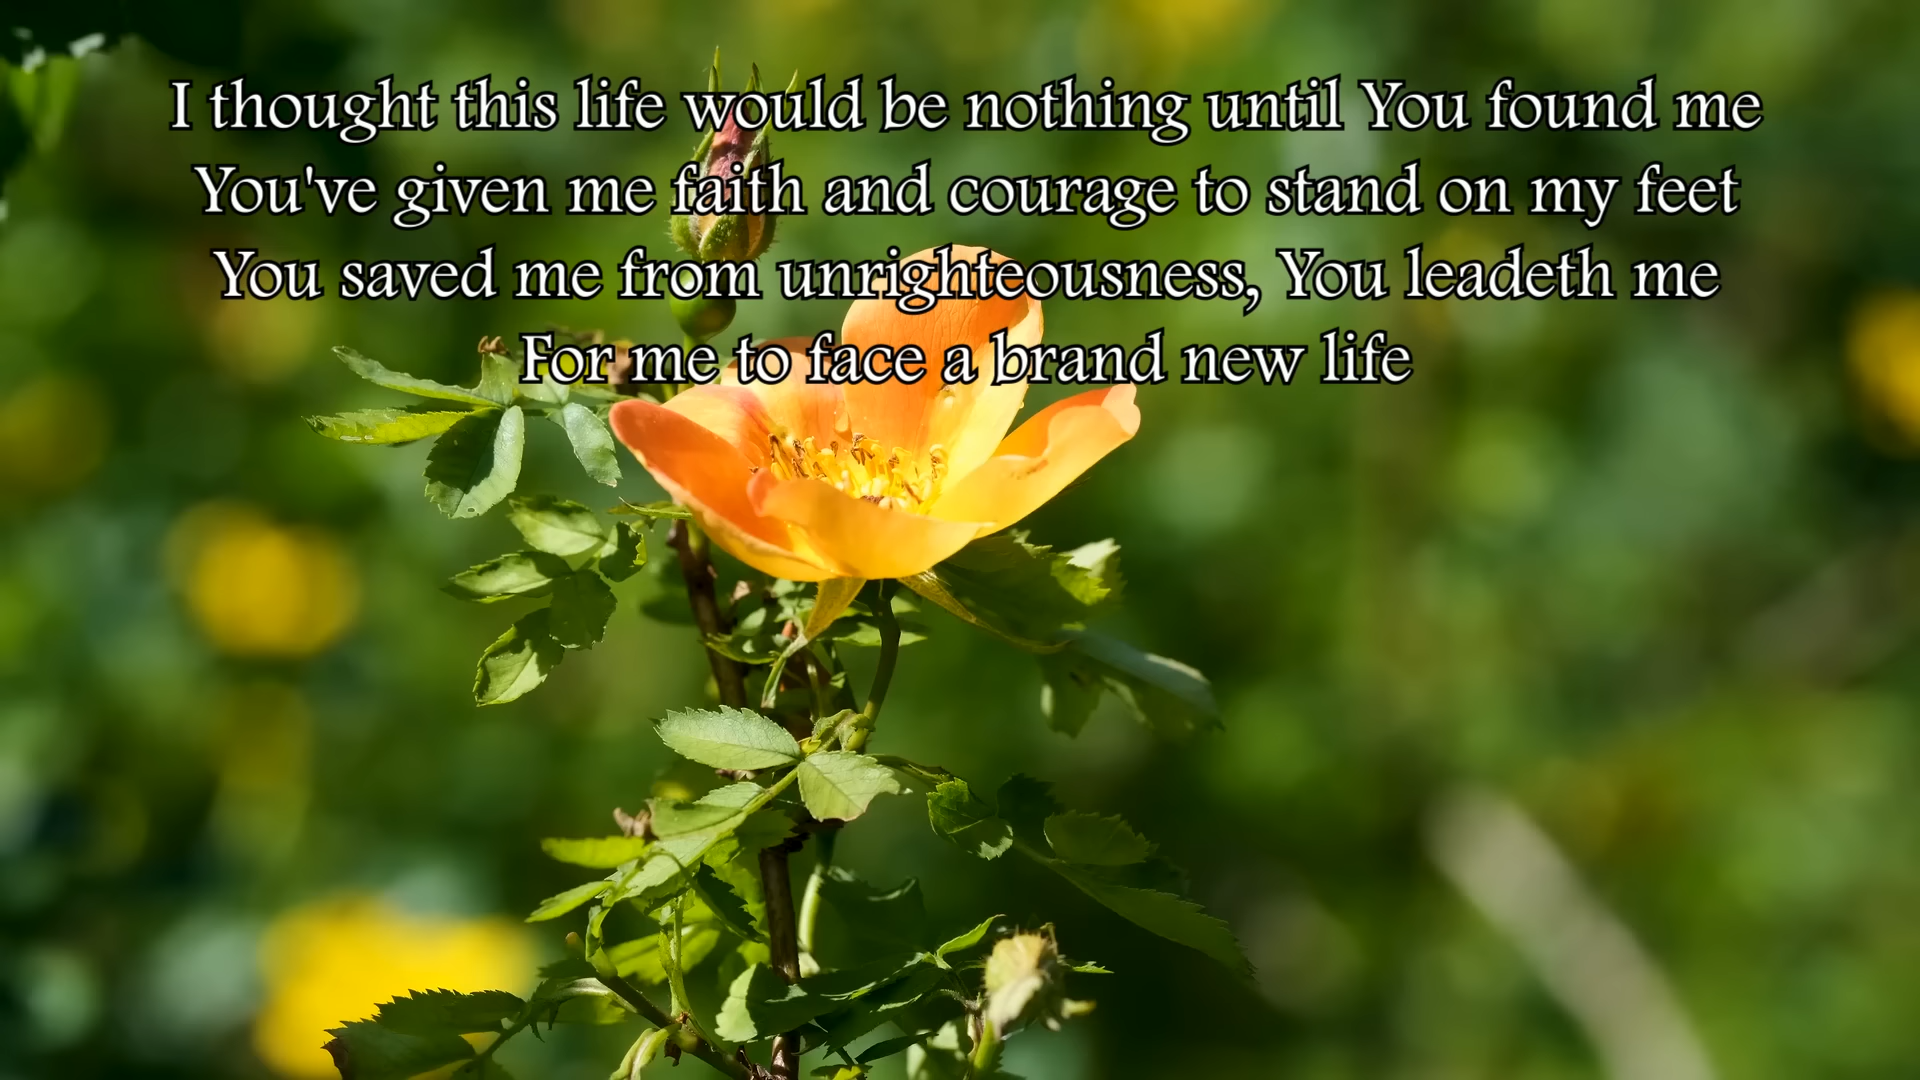 I thought this life would be nothing until You found me
You've given me faith and courage to stand on my feet
You saved me from unrighteousness, You leadeth me
For me to face a brand new life